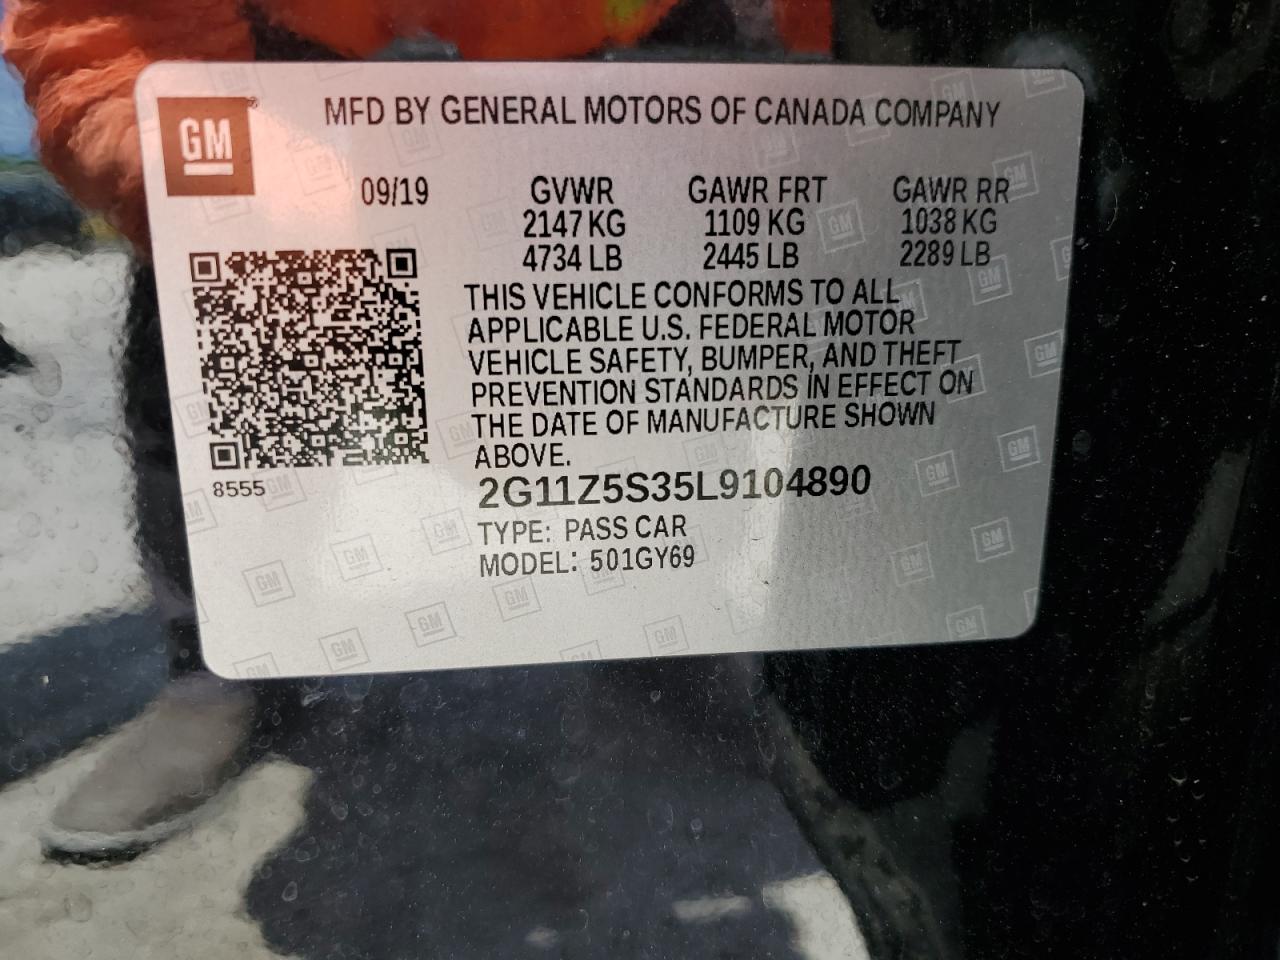 GM®
MFD BY GENERAL MOTORS OF CANADA COMPANY
09/19
GVWR GAWR FRT GAWR RR
2147 KG 1109 KG 1038 KG
4734 LB 2445 LB 2289 LB
THIS VEHICLE CONFORMS TO ALL
APPLICABLE U.S. FEDERAL MOTOR
VEHICLE SAFETY, BUMPER, AND THEFT
PREVENTION STANDARDS IN EFFECT ON
THE DATE OF MANUFACTURE SHOWN
ABOVE.
8555
2G11Z5S35L9104890
TYPE: PASS CAR
MODEL: 501GY69